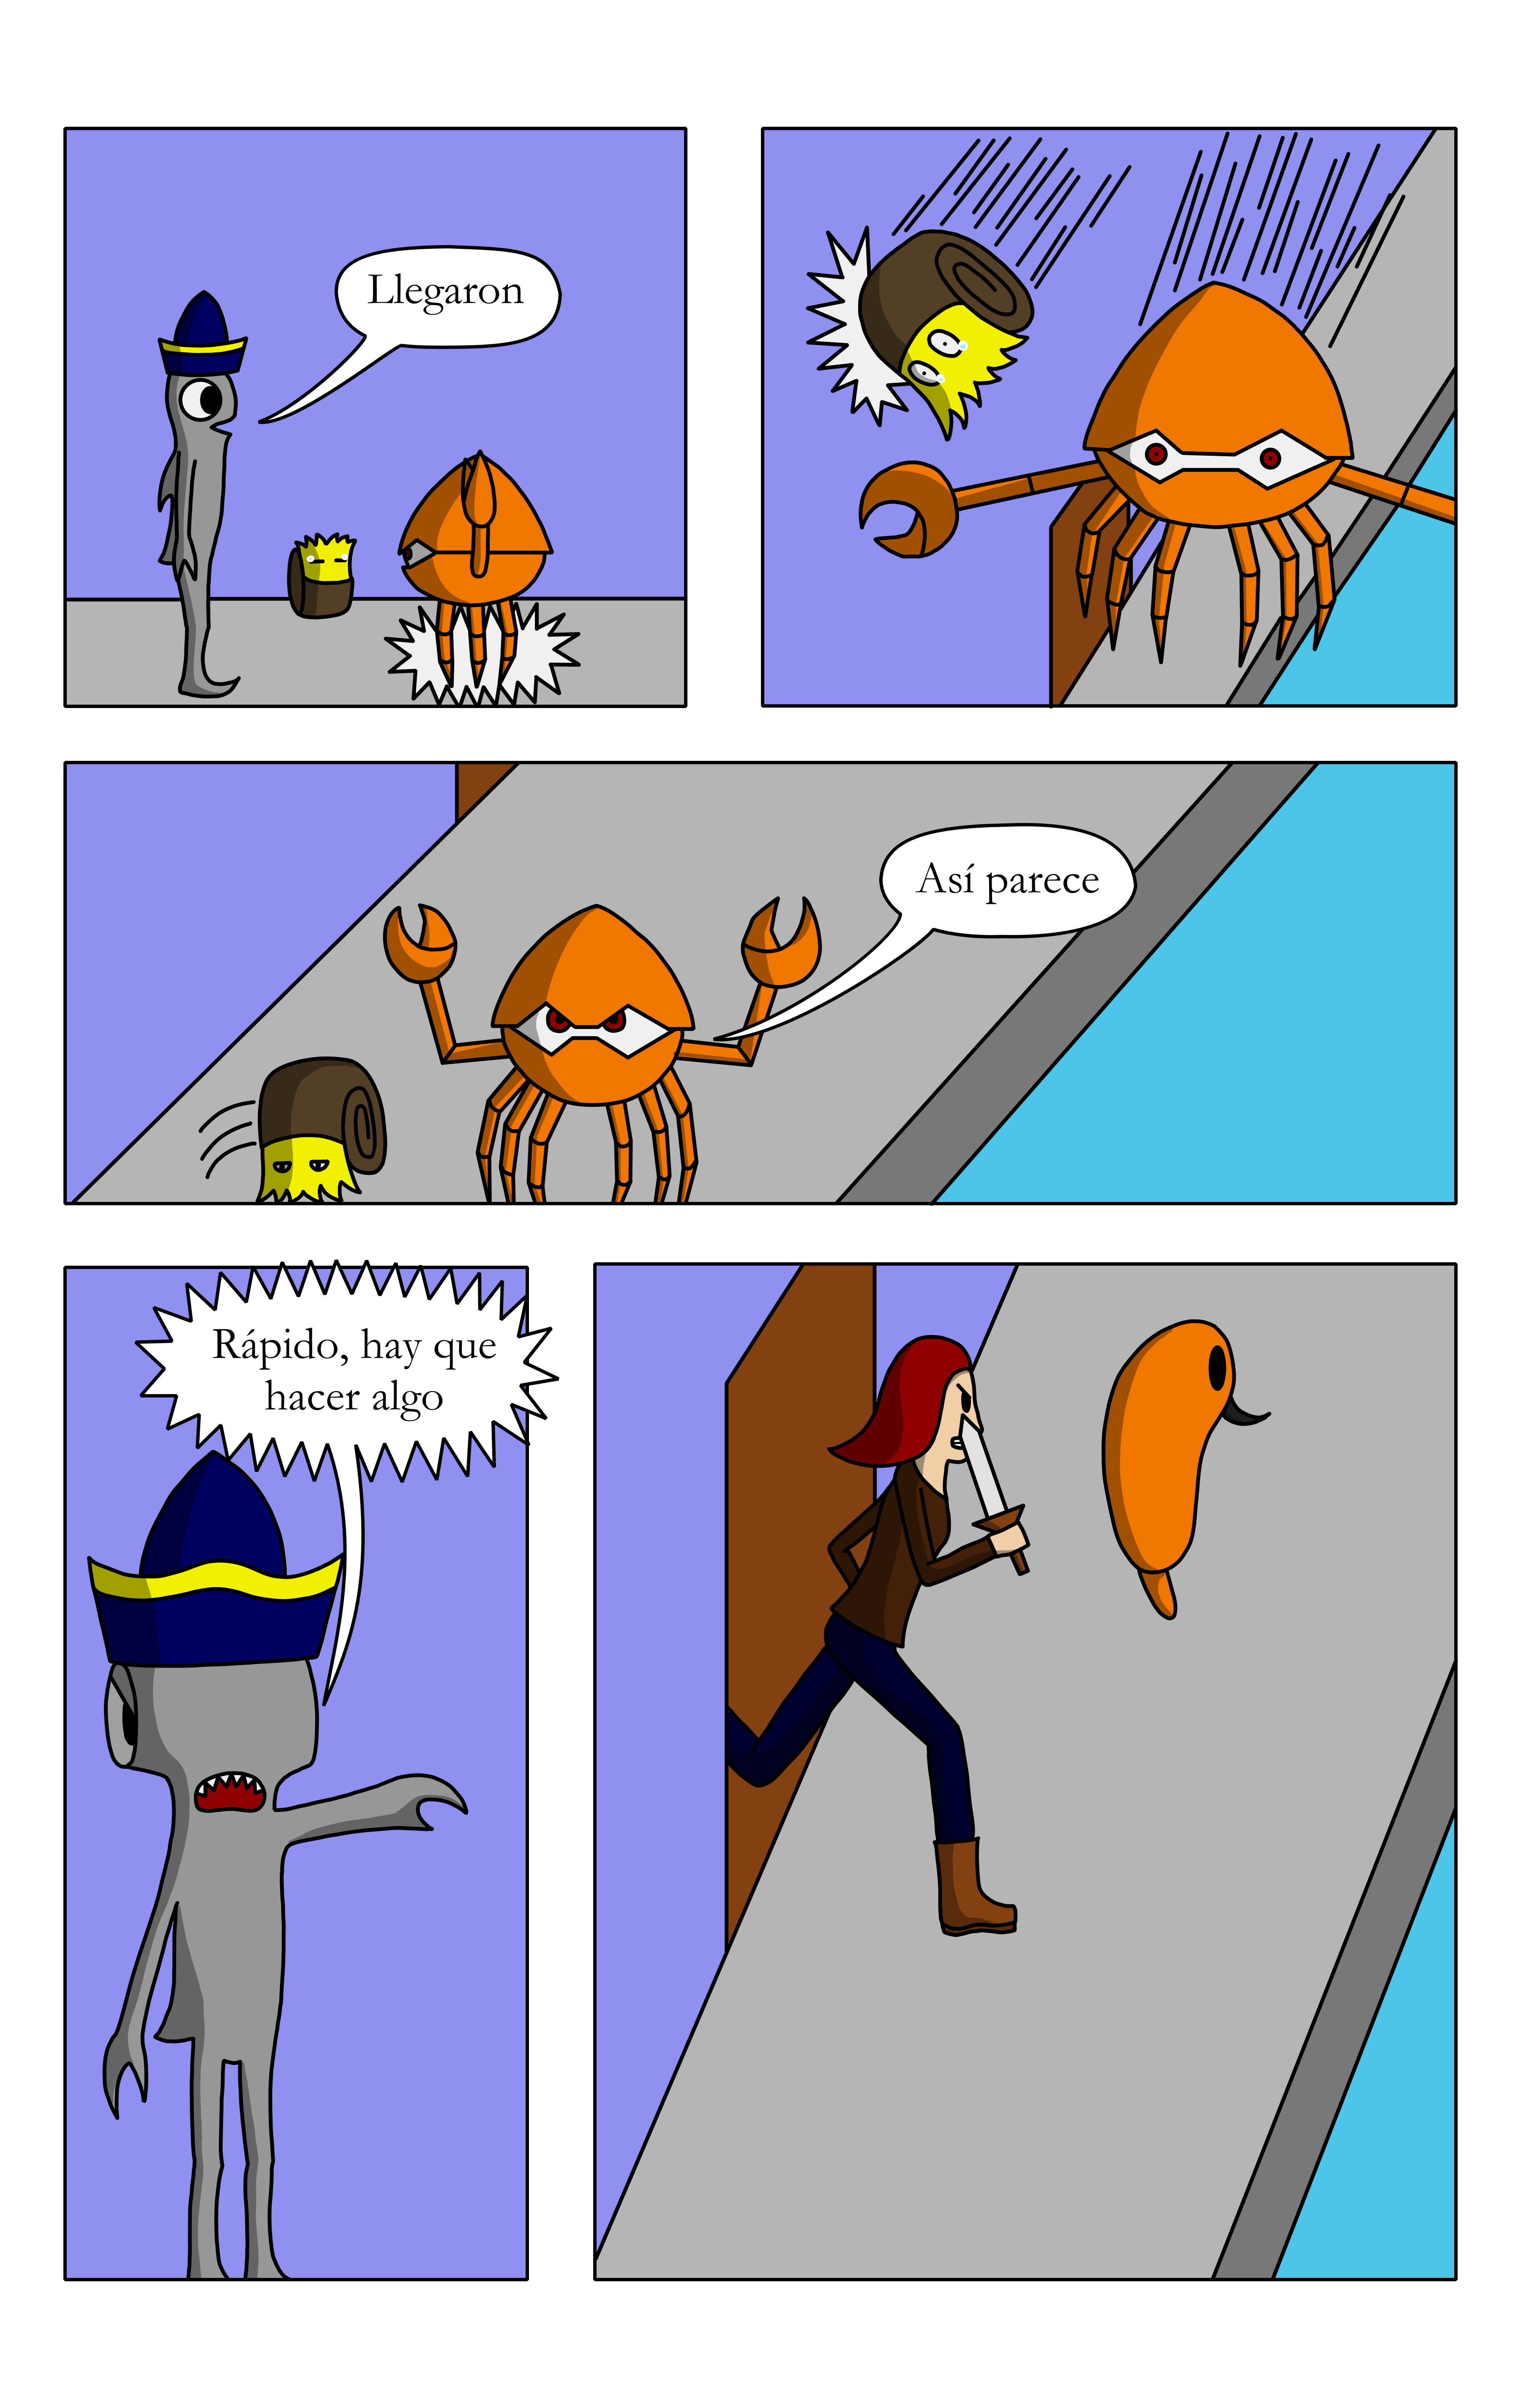 Llegaron
Así parece
Rápido, hay que
hacer algo